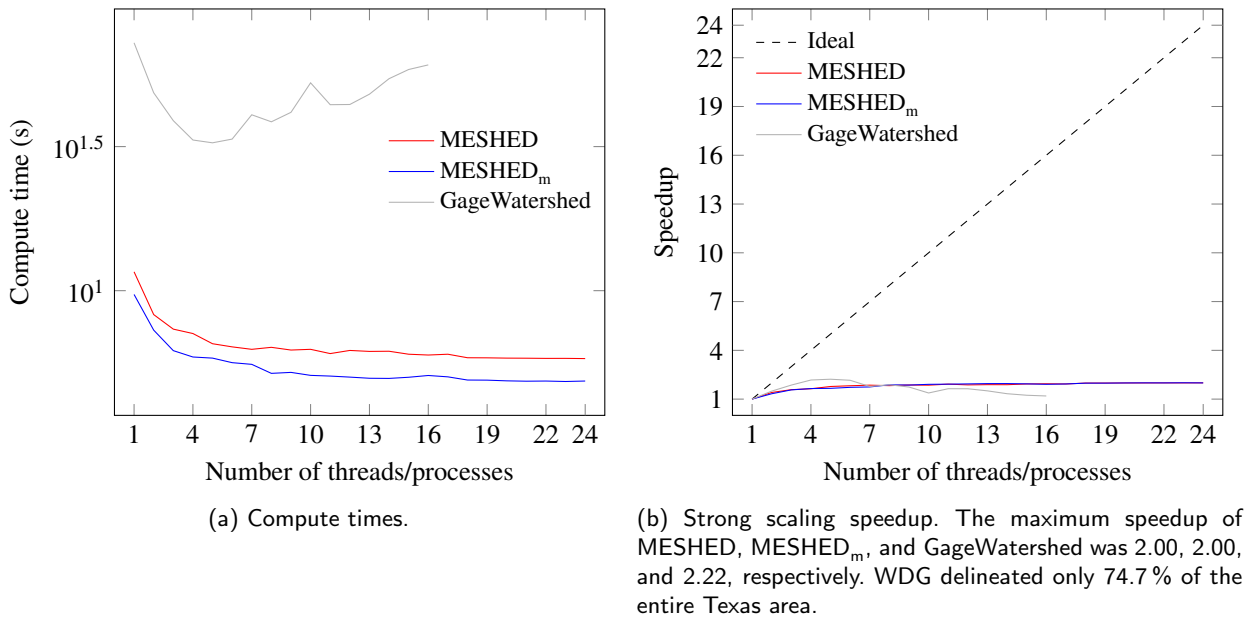 Compute time (s)
10^1.5
10^1
MESHED
MESHED_m
GageWatershed
1 4 7 10 13 16 19 22 24
Number of threads/processes
(a) Compute times.
Speedup
24
22
19
16
13
10
7
4
1
Ideal
MESHED
MESHED_m
GageWatershed
1 4 7 10 13 16 19 22 24
Number of threads/processes
(b) Strong scaling speedup. The maximum speedup of
MESHED, MESHED_m, and GageWatershed was 2.00, 2.00,
and 2.22, respectively. WDG delineated only 74.7 % of the
entire Texas area.